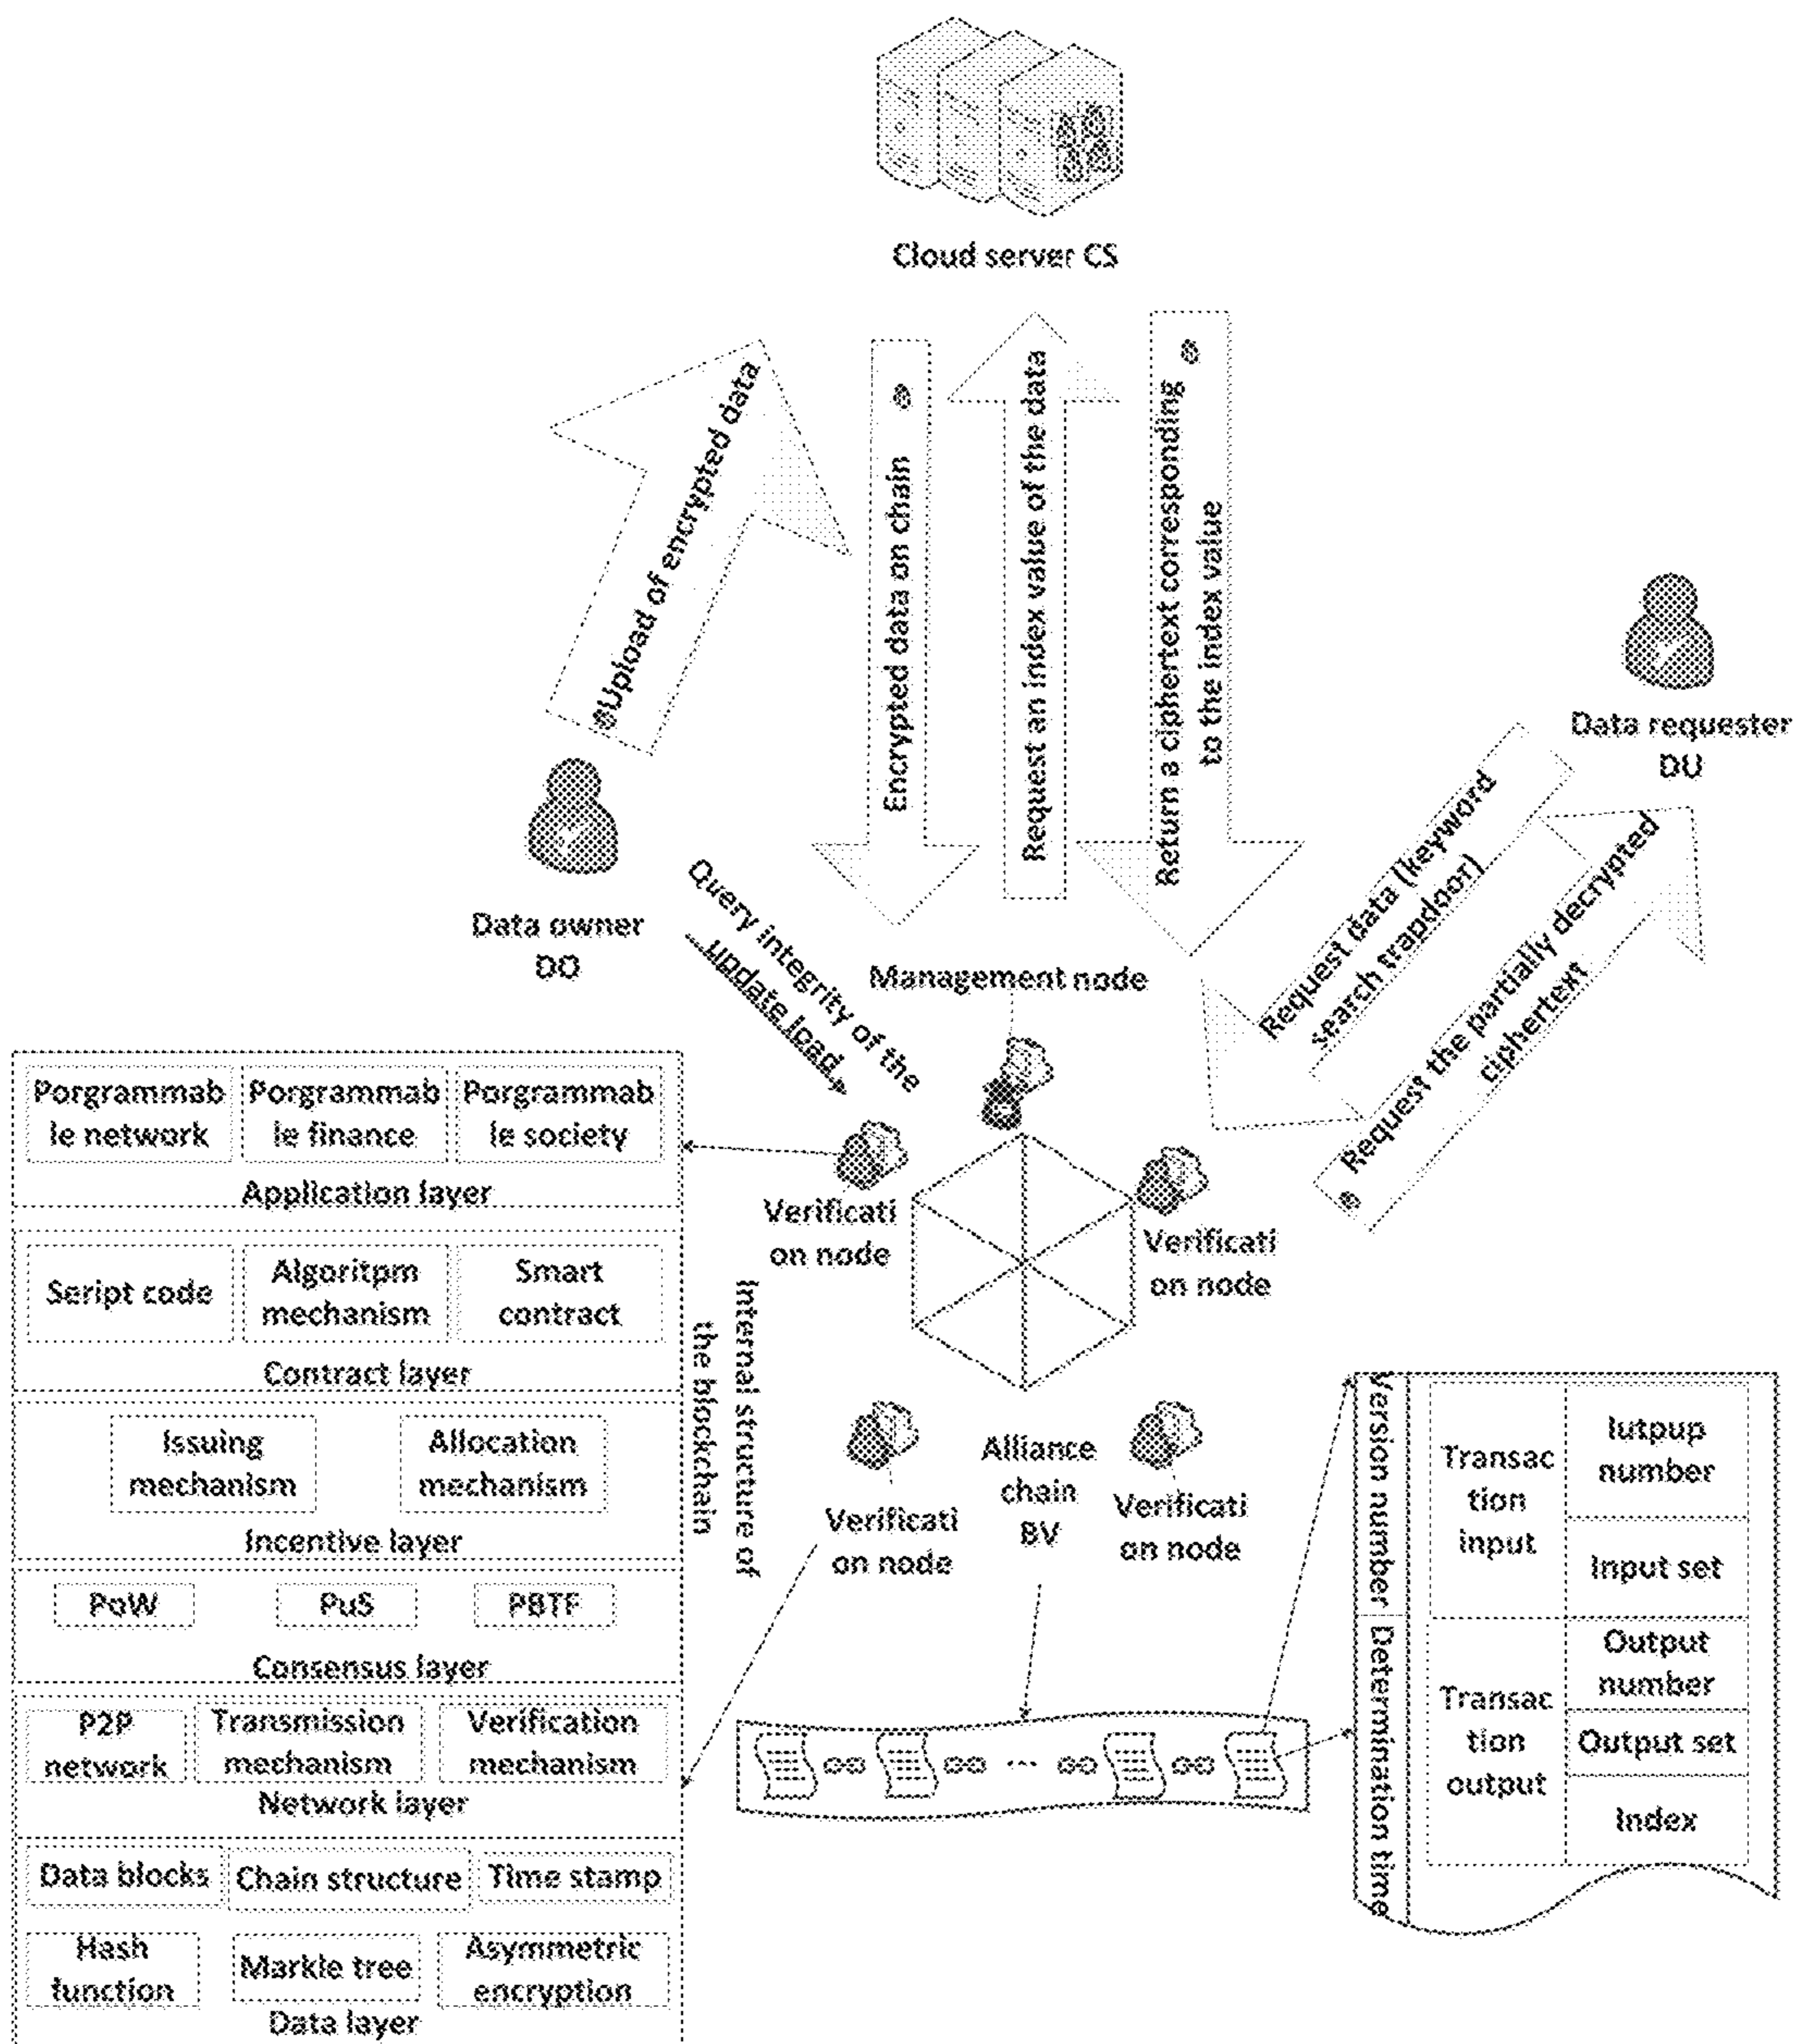 Cloud server CS
Upload of encrypted data
Encrypted data on chain
Request an index value of the data
Return a ciphertext corresponding
to the index value
Data requester
DU
Data owner
DO
Query integrity of the
update load
Request data (keyword
search trapdoor)
Request the partially decrypted
ciphertext
Management node
Verificati
on node
Verificati
on node
Verificati
on node
Alliance
chain
BV
Verificati
on node
Internal structure of
the blockchain
Porgrammab
le network
Porgrammab
le finance
Porgrammab
le society
Application layer
Seript code
Algoritpm
mechanism
Smart
contract
Contract layer
Issuing
mechanism
Allocation
mechanism
Incentive layer
PoW
PuS
PBTF
Consensus layer
P2P
network
Transmission
mechanism
Verification
mechanism
Network layer
Data blocks
Chain structure
Time stamp
Hash
function
Markle tree
Asymmetric
encryption
Data layer
Version number
Determination time
Transac
tion
input
Iutpup
number
Input set
Transac
tion
output
Output
number
Output set
Index